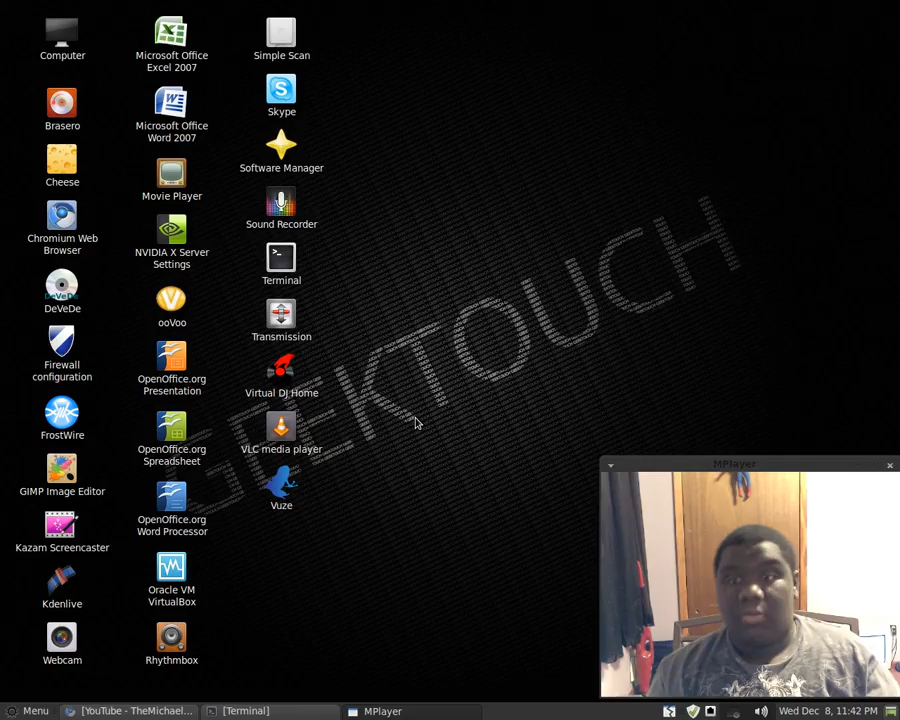 Computer
Brasero
Cheese
Chromium Web
Browser
DeVeDe
DeVeDe
Firewall
configuration
FrostWire
GIMP Image Editor
Kazam Screencaster
Kdenlive
Webcam
Microsoft Office
Excel 2007
Microsoft Office
Word 2007
Movie Player
NVIDIA X Server
Settings
ooVoo
OpenOffice.org
Presentation
OpenOffice.org
Spreadsheet
OpenOffice.org
Word Processor
Oracle VM
VirtualBox
Rhythmbox
Simple Scan
Skype
Software Manager
Sound Recorder
Terminal
Transmission
Virtual DJ Home
VLC media player
Vuze
GEEKTOUCH
MPlayer
Menu
[YouTube - TheMichael...
[Terminal]
MPlayer
Wed Dec 8, 11:42 PM